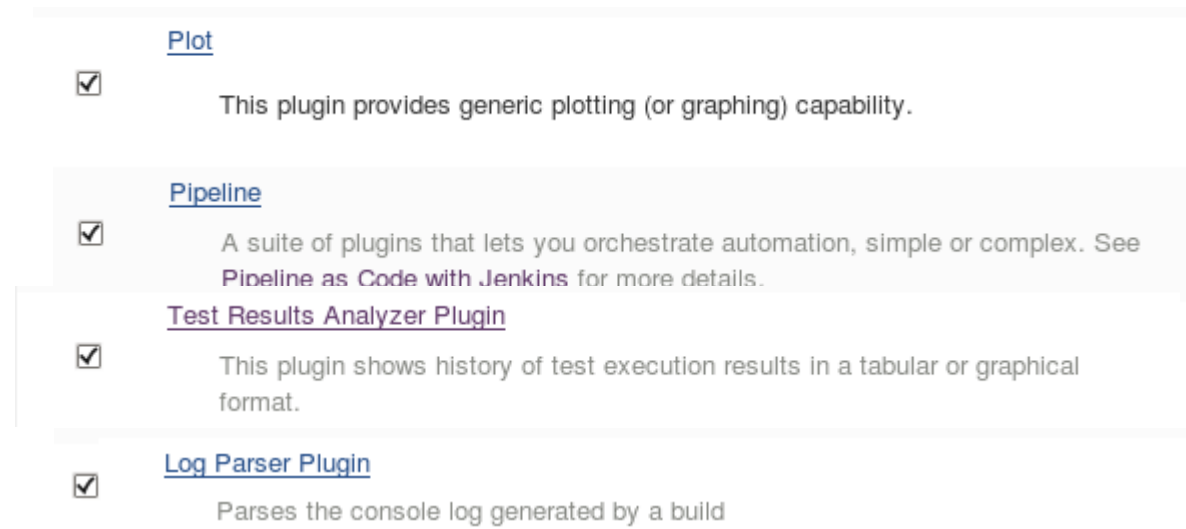 Plot
This plugin provides generic plotting (or graphing) capability.
Pipeline
A suite of plugins that lets you orchestrate automation, simple or complex. See
Pipeline as Code with Jenkins for more details.
Test Results Analyzer Plugin
This plugin shows history of test execution results in a tabular or graphical
format.
Log Parser Plugin
Parses the console log generated by a build